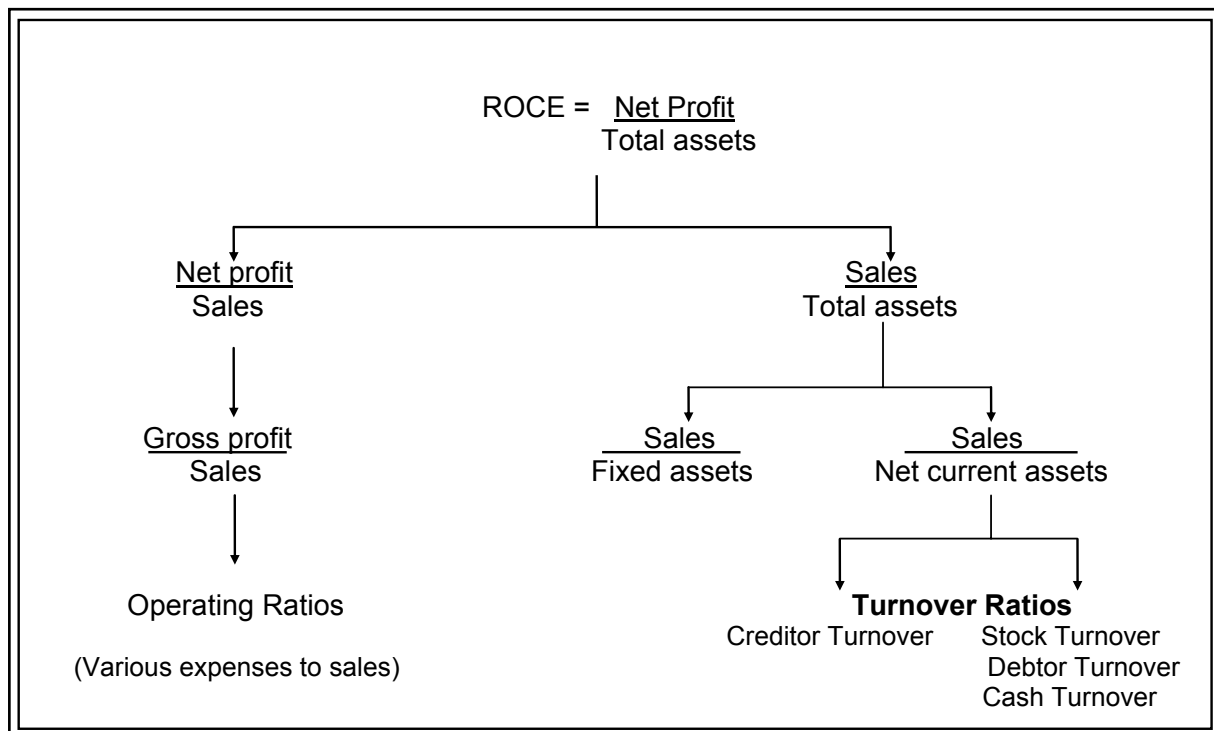 ROCE = Net Profit
Total assets
Net profit
Sales
Sales
Total assets
Gross profit
Sales
Sales
Fixed assets
Sales
Net current assets
Operating Ratios
(Various expenses to sales)
Turnover Ratios
Creditor Turnover Stock Turnover
Debtor Turnover
Cash Turnover